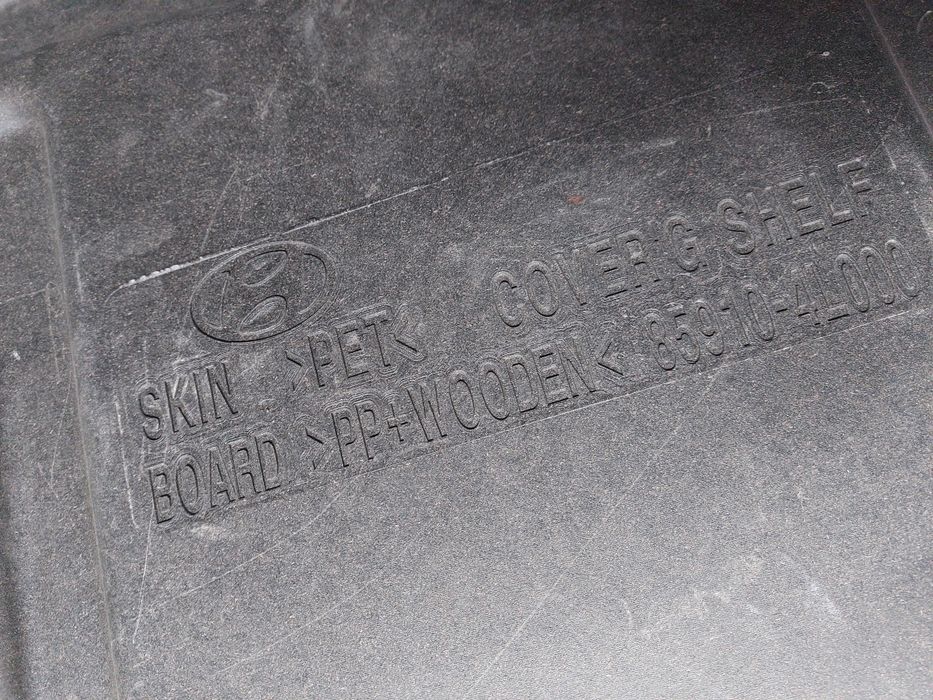 SKIN >PET< COVER'G SHELF
BOARD >PP+WOODEN< 85910-4L000